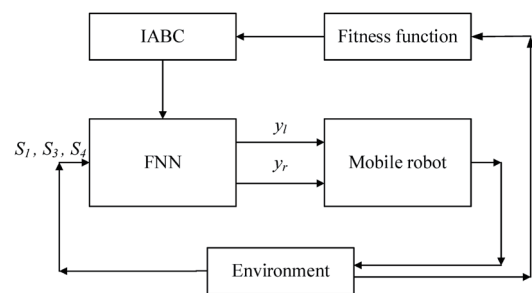 IABC
Fitness function
S1, S3, S4
FNN
yl
yr
Mobile robot
Environment